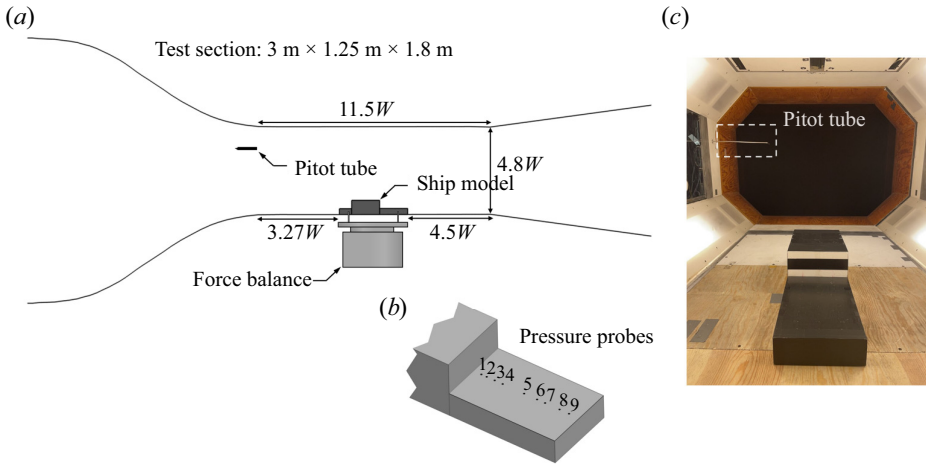 (a)
Test section: 3 m × 1.25 m × 1.8 m
11.5W
Pitot tube
4.8W
Ship model
3.27W
4.5W
Force balance
(b)
Pressure probes
1234 5 67 89
(c)
Pitot tube